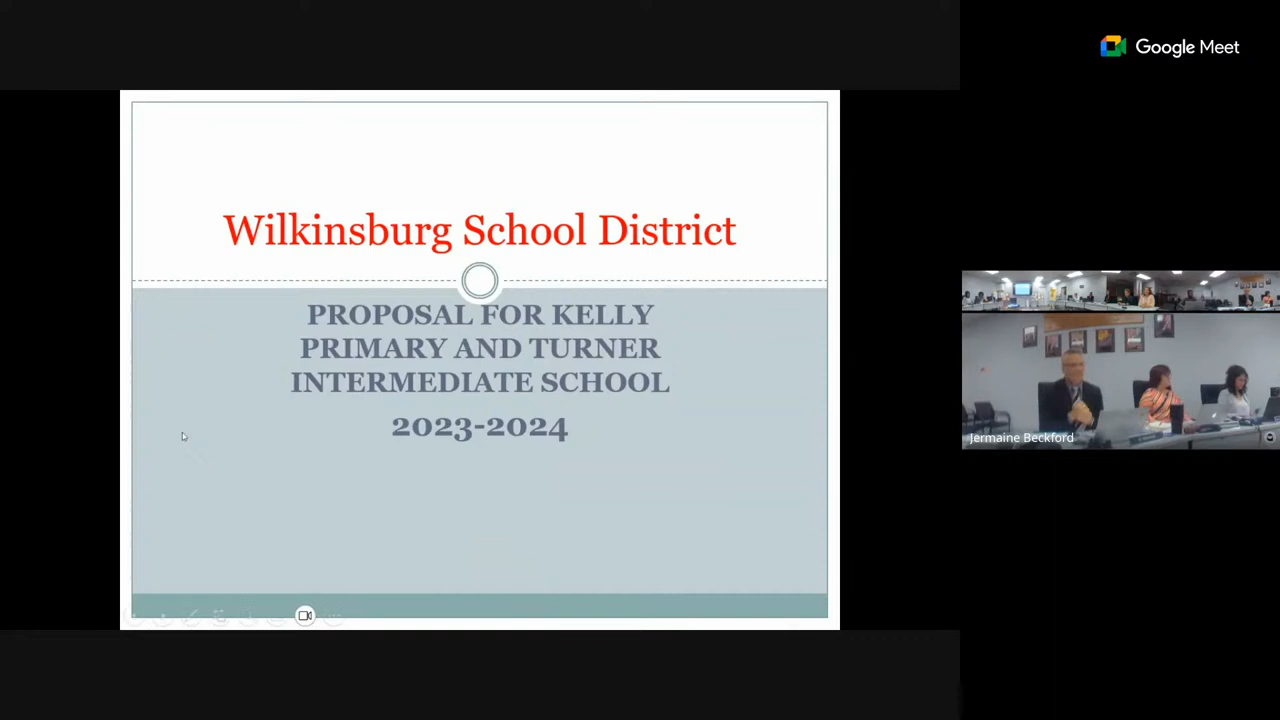 Google Meet
Wilkinsburg School District
PROPOSAL FOR KELLY
PRIMARY AND TURNER
INTERMEDIATE SCHOOL
2023-2024
Jermaine Beckford